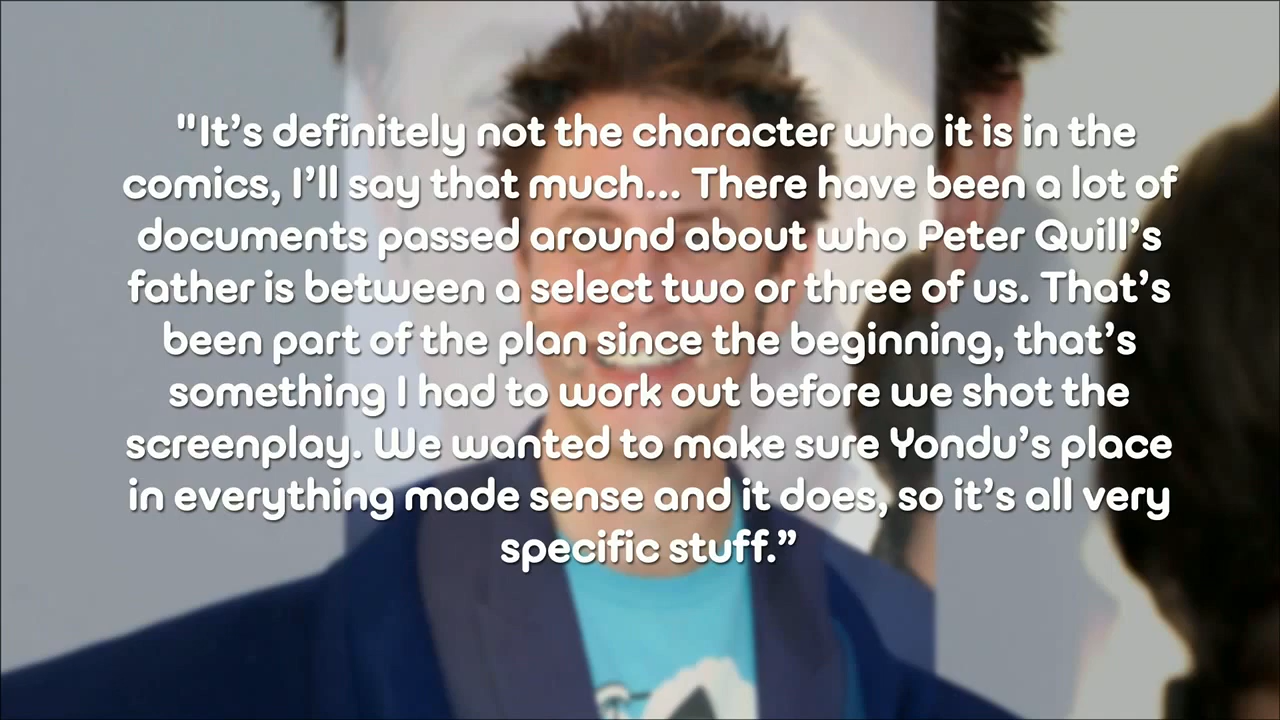 "It’s definitely not the character who it is in the
comics, I’ll say that much... There have been a lot of
documents passed around about who Peter Quill’s
father is between a select two or three of us. That’s
been part of the plan since the beginning, that’s
something I had to work out before we shot the
screenplay. We wanted to make sure Yondu’s place
in everything made sense and it does, so it’s all very
specific stuff.”